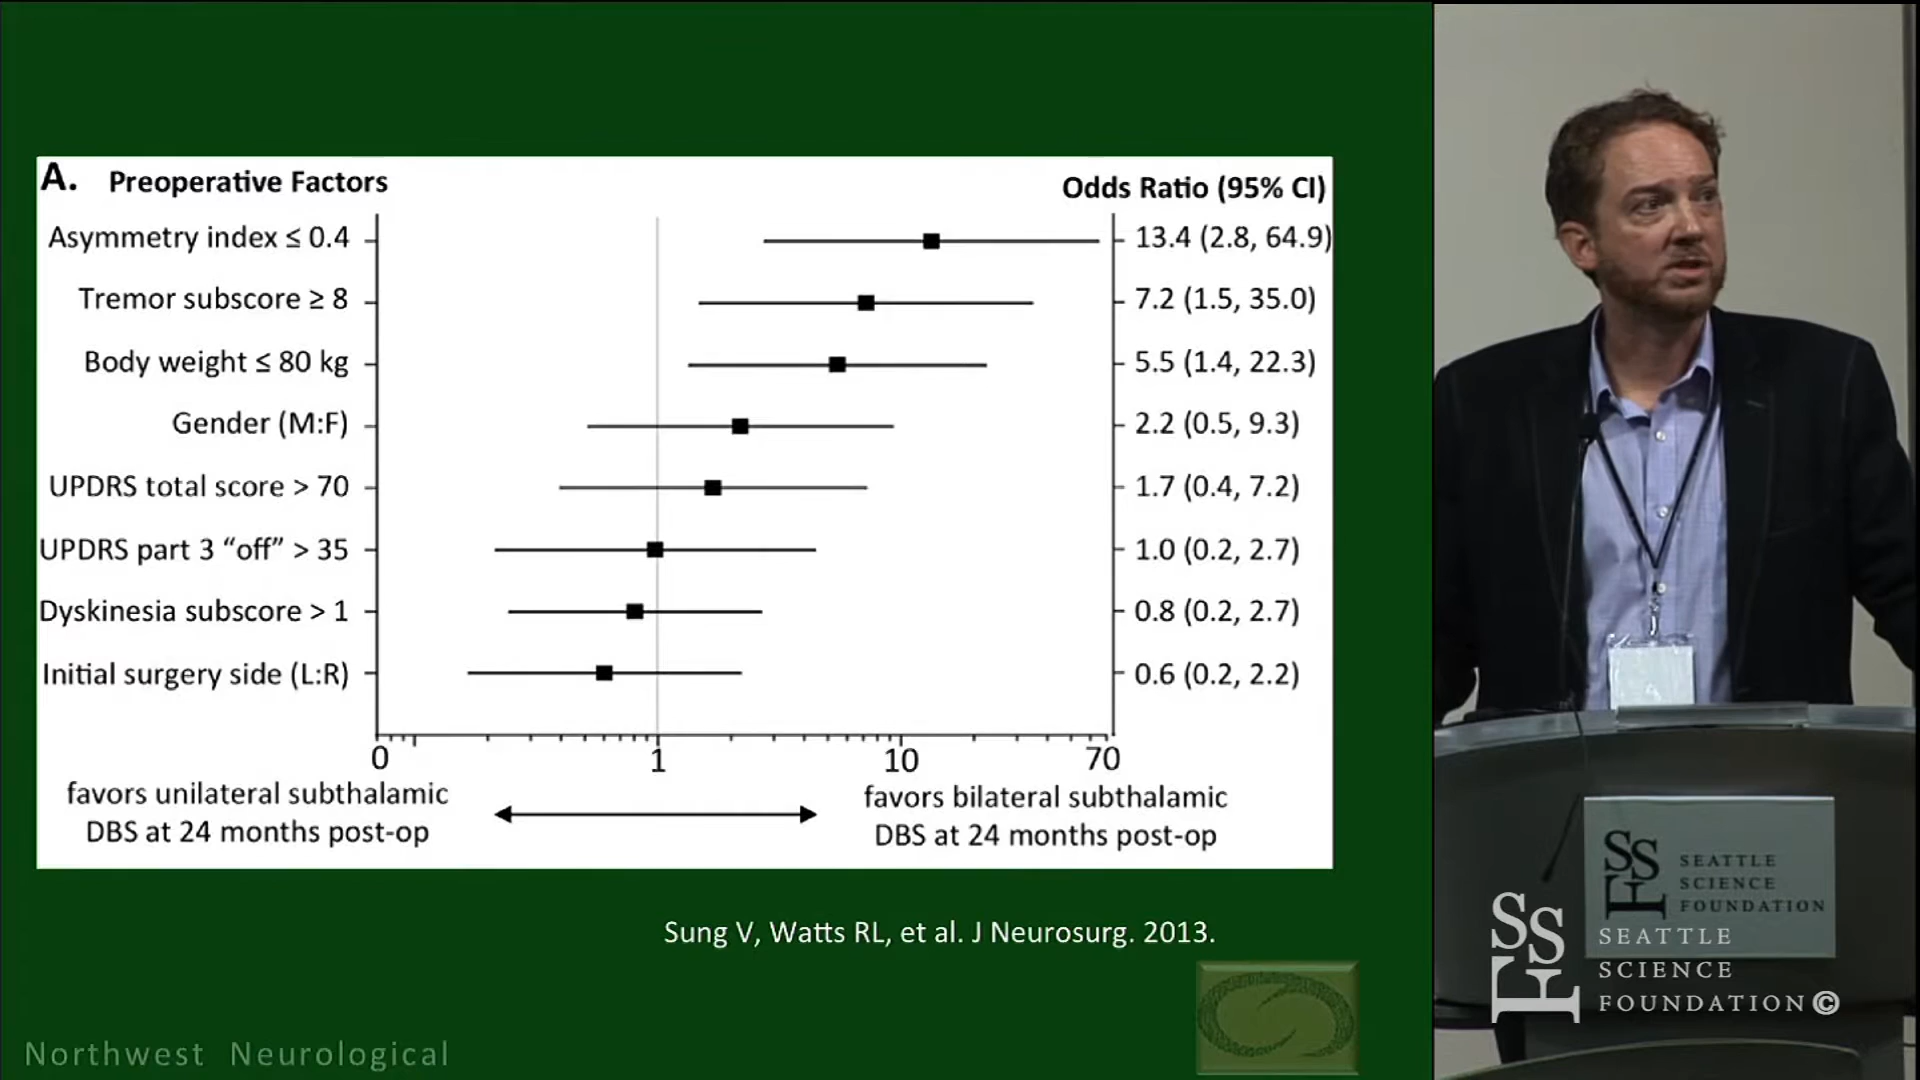 A. Preoperative Factors
Odds Ratio (95% CI)
Asymmetry index ≤ 0.4
13.4 (2.8, 64.9)
Tremor subscore ≥ 8
7.2 (1.5, 35.0)
Body weight ≤ 80 kg
5.5 (1.4, 22.3)
Gender (M:F)
2.2 (0.5, 9.3)
UPDRS total score > 70
1.7 (0.4, 7.2)
UPDRS part 3 “off” > 35
1.0 (0.2, 2.7)
Dyskinesia subscore > 1
0.8 (0.2, 2.7)
Initial surgery side (L:R)
0.6 (0.2, 2.2)
0 1 10 70
favors unilateral subthalamic
DBS at 24 months post-op
favors bilateral subthalamic
DBS at 24 months post-op
Sung V, Watts RL, et al. J Neurosurg. 2013.
Northwest Neurological
SSF
SEATTLE
SCIENCE
FOUNDATION
SSF
SEATTLE
SCIENCE
FOUNDATION©